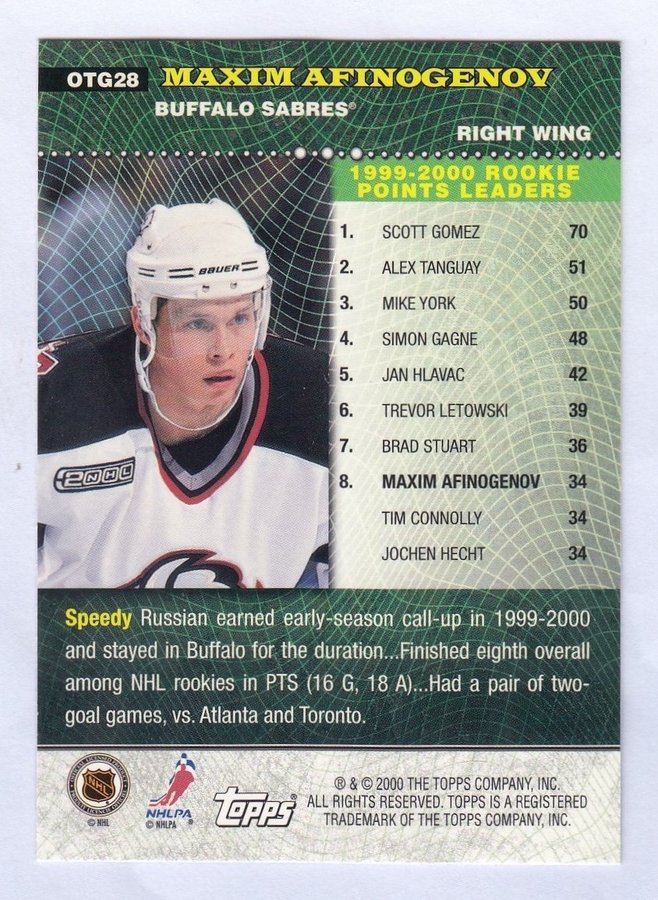 OTG28 MAXIM AFINOGENOV
BUFFALO SABRES®
RIGHT WING
1999-2000 ROOKIE
POINTS LEADERS
1. SCOTT GOMEZ 70
2. ALEX TANGUAY 51
3. MIKE YORK 50
4. SIMON GAGNE 48
5. JAN HLAVAC 42
6. TREVOR LETOWSKI 39
7. BRAD STUART 36
8. MAXIM AFINOGENOV 34
TIM CONNOLLY 34
JOCHEN HECHT 34
BAUER
2NHL
Speedy Russian earned early-season call-up in 1999-2000
and stayed in Buffalo for the duration...Finished eighth overall
among NHL rookies in PTS (16 G, 18 A)...Had a pair of two-
goal games, vs. Atlanta and Toronto.
NHL
© NHL
NHLPA
© NHLPA
topps®
® & © 2000 THE TOPPS COMPANY, INC.
ALL RIGHTS RESERVED. TOPPS IS A REGISTERED
TRADEMARK OF THE TOPPS COMPANY, INC.